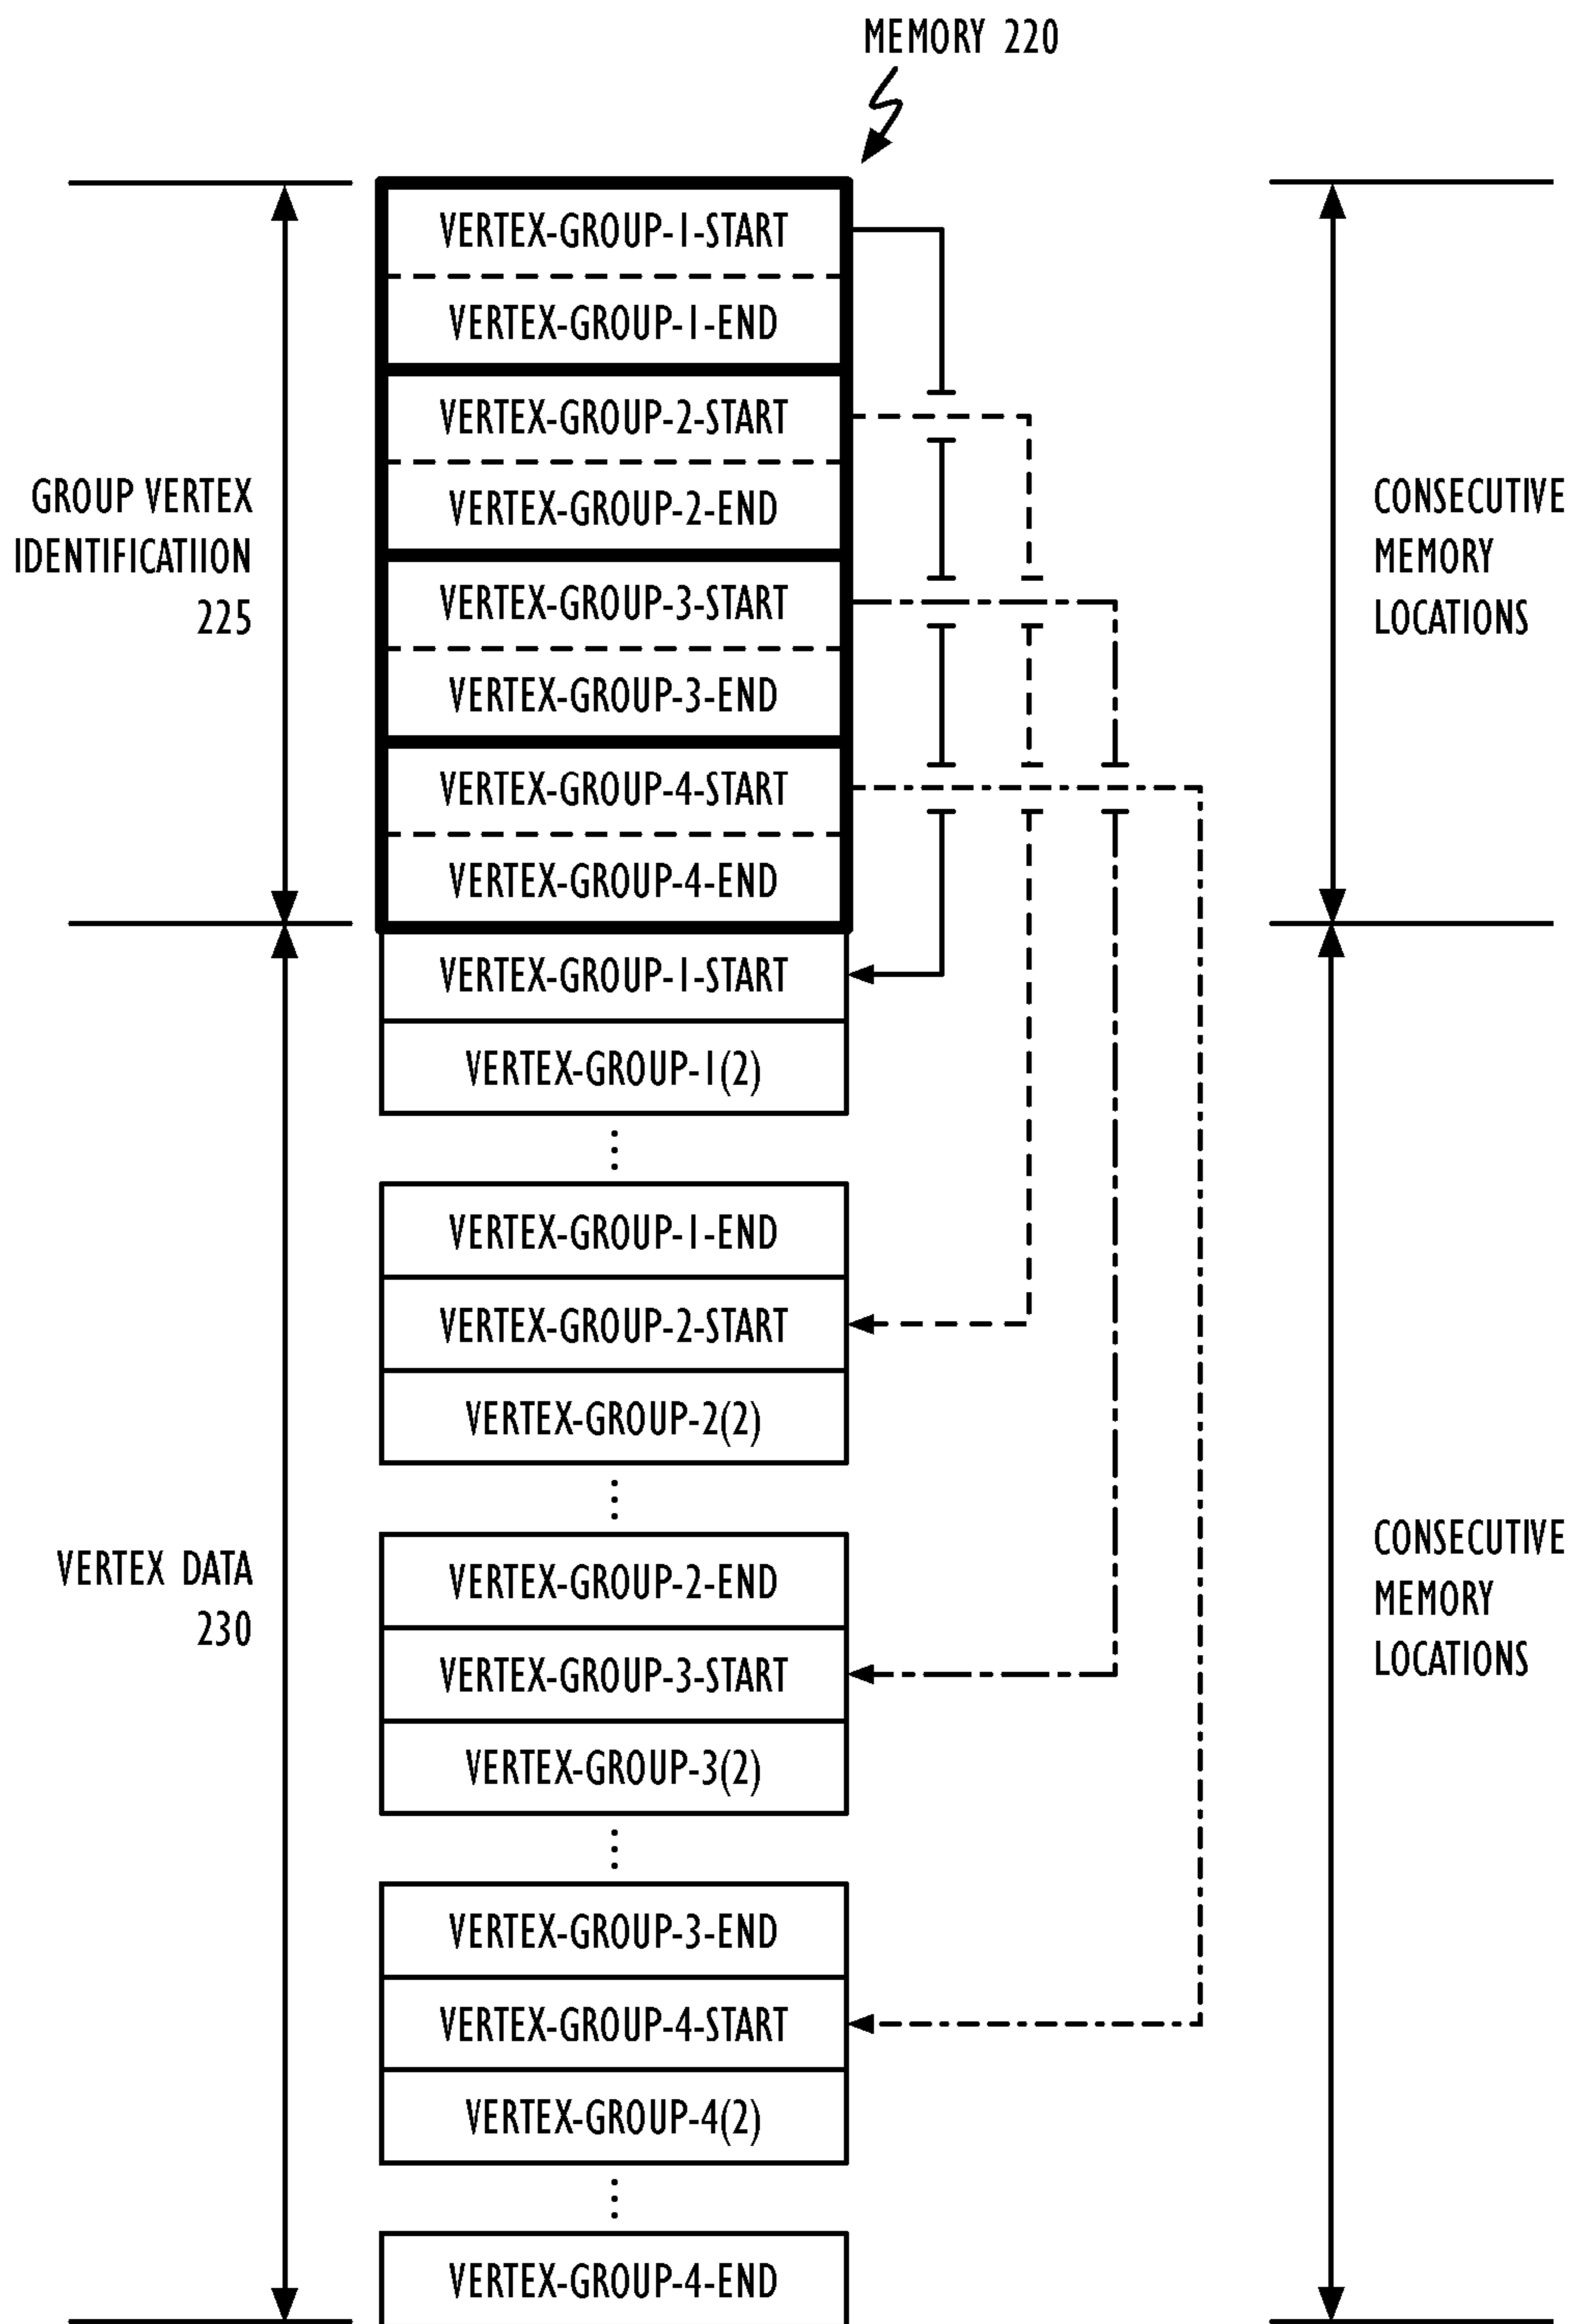 MEMORY 220
VERTEX-GROUP-1-START
VERTEX-GROUP-1-END
VERTEX-GROUP-2-START
VERTEX-GROUP-2-END
VERTEX-GROUP-3-START
VERTEX-GROUP-3-END
VERTEX-GROUP-4-START
VERTEX-GROUP-4-END
GROUP VERTEX
IDENTIFICATIION
225
CONSECUTIVE
MEMORY
LOCATIONS
VERTEX-GROUP-1-START
VERTEX-GROUP-1(2)
⋮
VERTEX-GROUP-1-END
VERTEX-GROUP-2-START
VERTEX-GROUP-2(2)
⋮
VERTEX-GROUP-2-END
VERTEX-GROUP-3-START
VERTEX-GROUP-3(2)
⋮
VERTEX-GROUP-3-END
VERTEX-GROUP-4-START
VERTEX-GROUP-4(2)
⋮
VERTEX-GROUP-4-END
VERTEX DATA
230
CONSECUTIVE
MEMORY
LOCATIONS